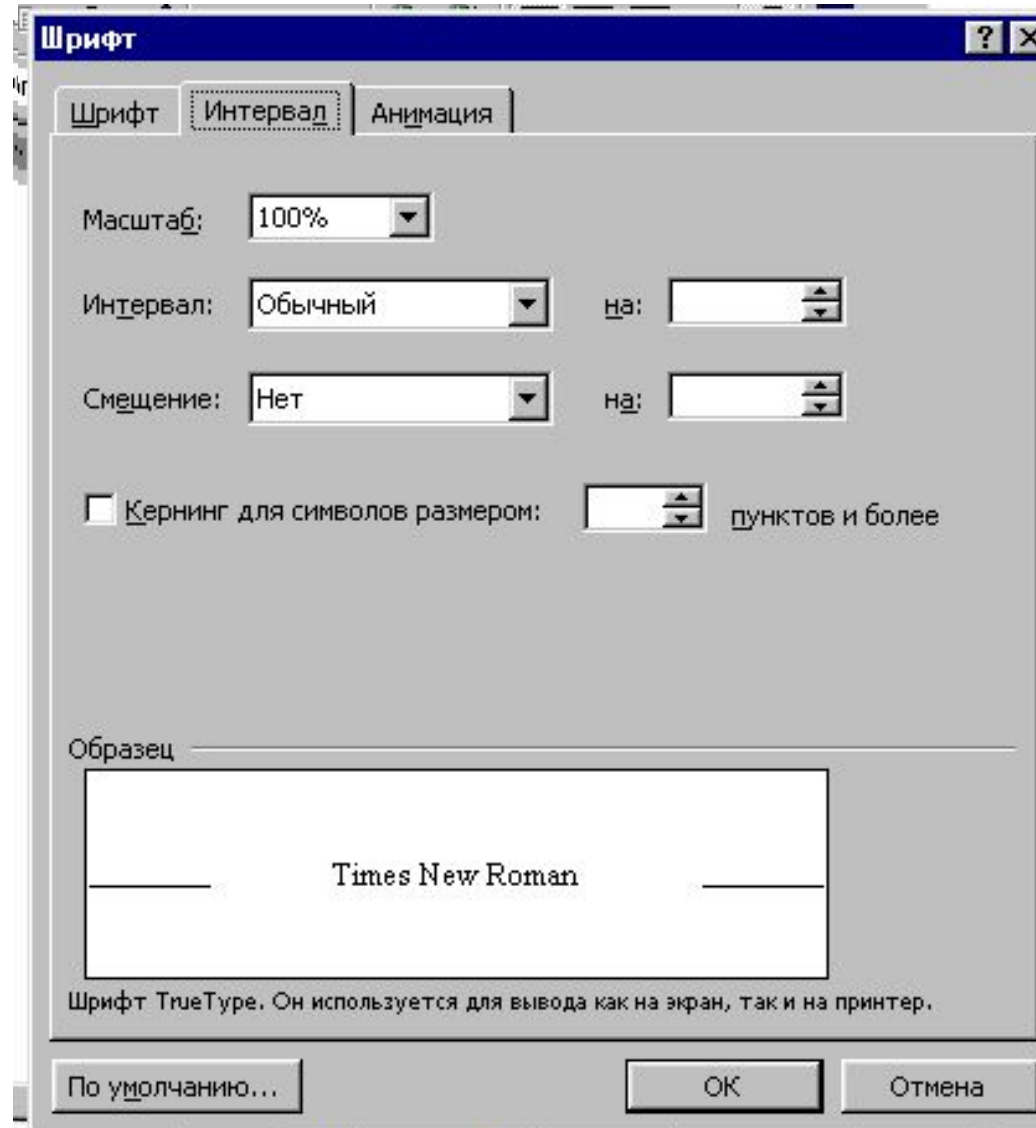 Шрифт
Шрифт Интервал Анимация
Масштаб: 100%
Интервал: Обычный на:
Смещение: Нет на:
Кернинг для символов размером: пунктов и более
Образец
Times New Roman
Шрифт TrueType. Он используется для вывода как на экран, так и на принтер.
По умолчанию... ОК Отмена